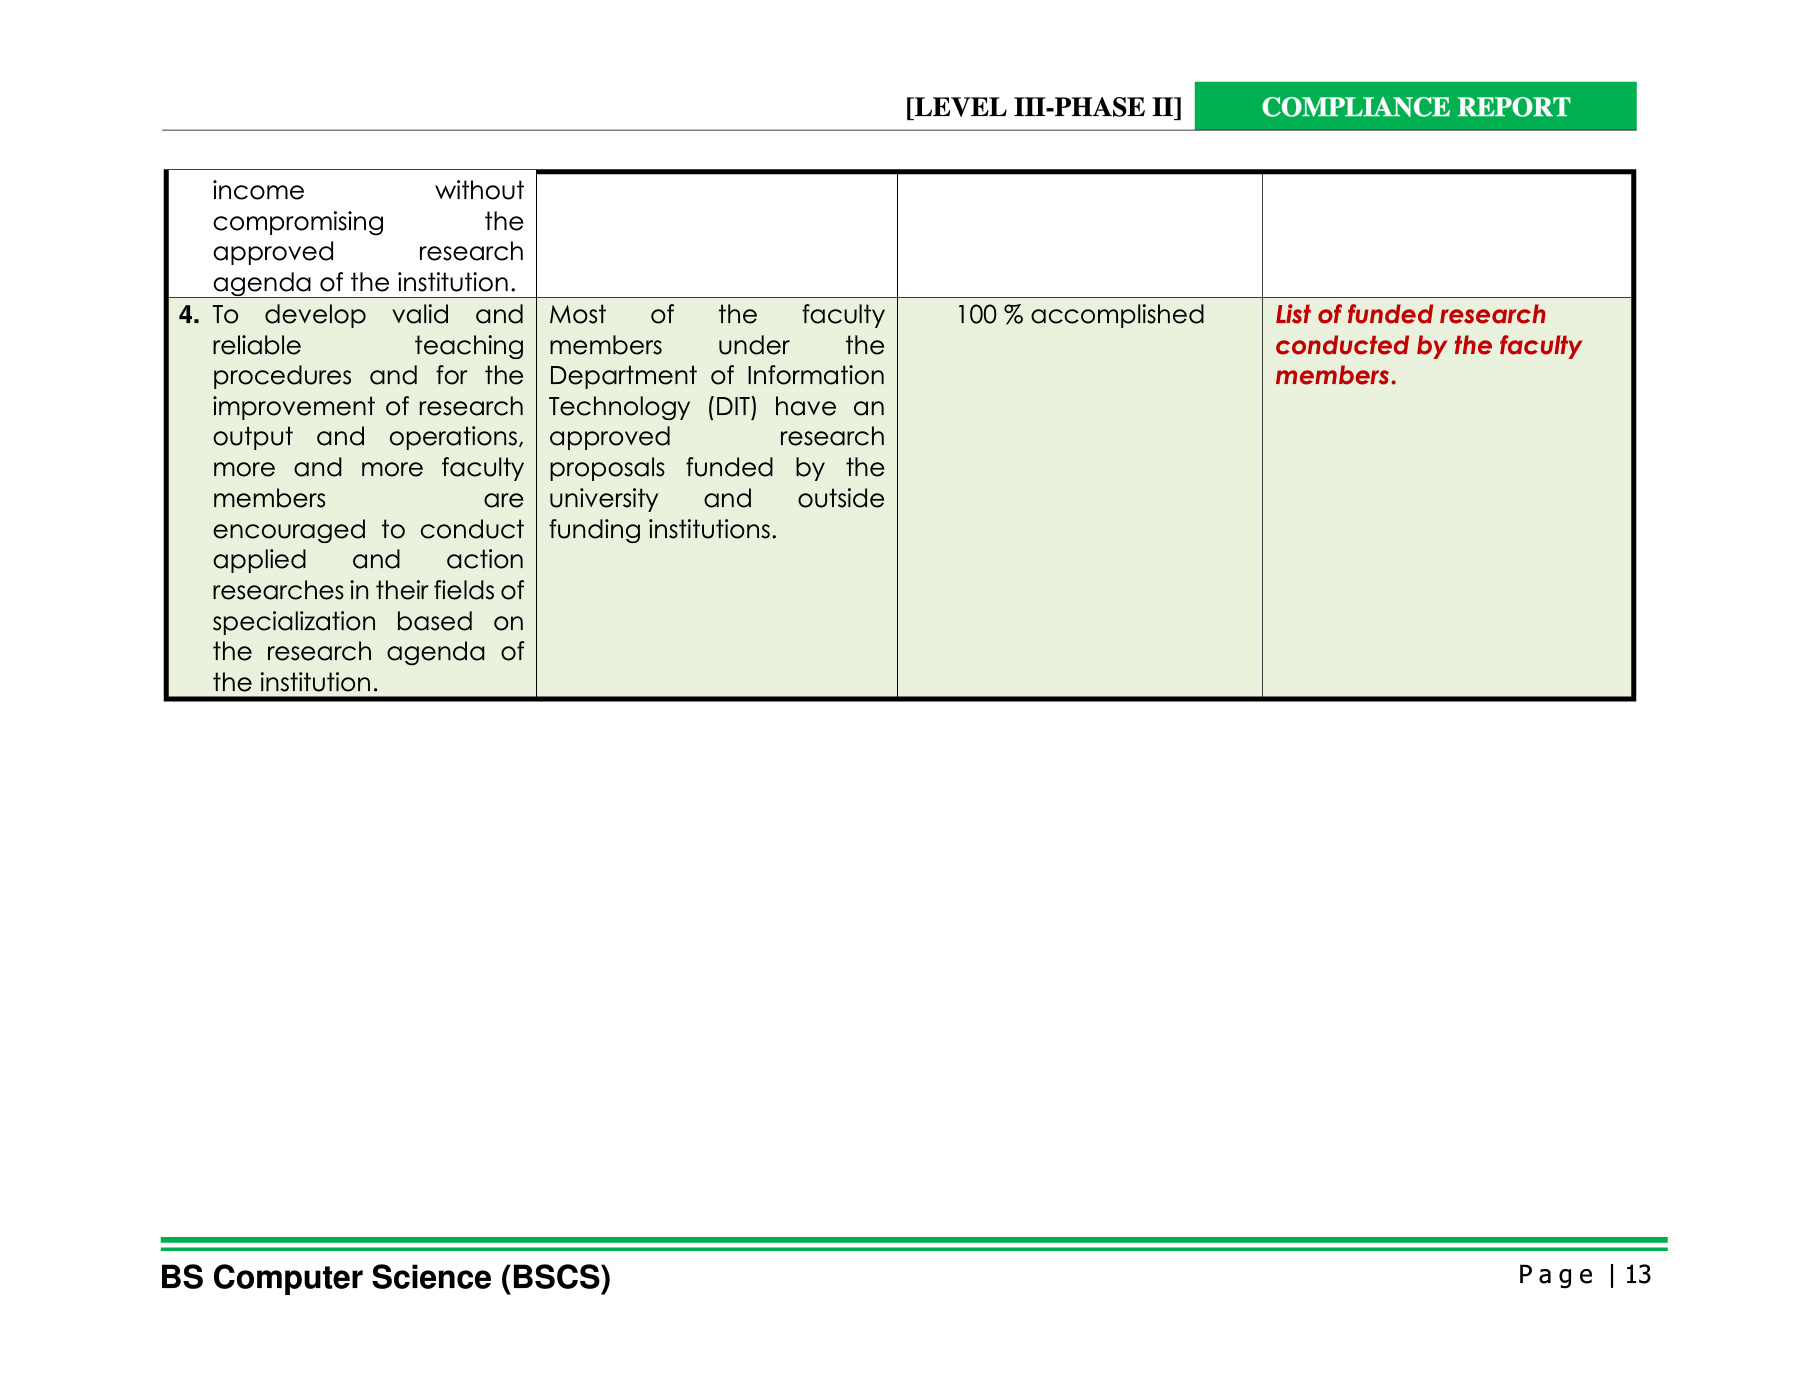 [LEVEL III-PHASE II] COMPLIANCE REPORT
income without
compromising the
approved research
agenda of the institution.
4. To develop valid and
reliable teaching
procedures and for the
improvement of research
output and operations,
more and more faculty
members are
encouraged to conduct
applied and action
researches in their fields of
specialization based on
the research agenda of
the institution.
Most of the faculty
members under the
Department of Information
Technology (DIT) have an
approved research
proposals funded by the
university and outside
funding institutions.
100 % accomplished
List of funded research
conducted by the faculty
members.
BS Computer Science (BSCS)
Page | 13